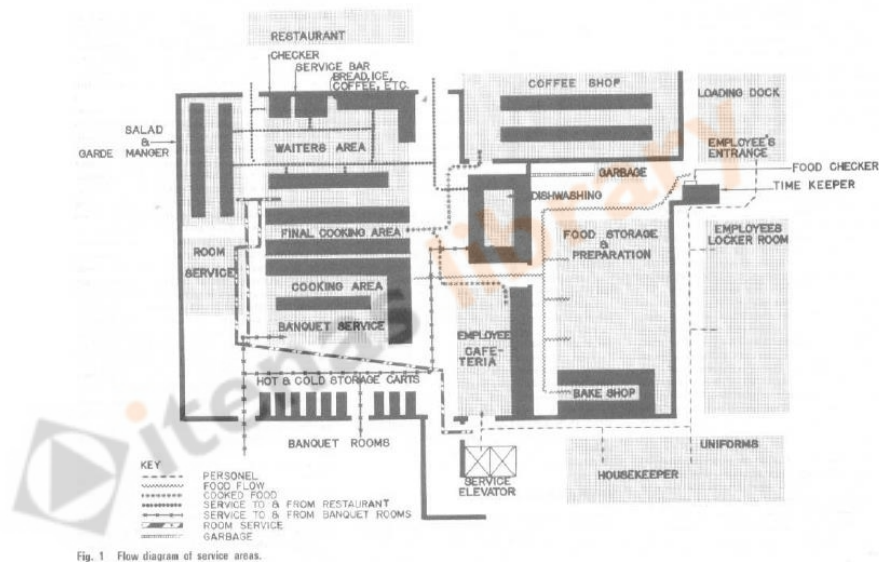 RESTAURANT
CHECKER
SERVICE BAR
BREAD, ICE,
COFFEE, ETC.
COFFEE SHOP
LOADING DOCK
SALAD
&
GARDE MANGER
WAITERS AREA
EMPLOYEE'S
ENTRANCE
GARBAGE
FOOD CHECKER
DISHWASHING
TIME KEEPER
FINAL COOKING AREA
FOOD STORAGE
&
PREPARATION
EMPLOYEES
LOCKER ROOM
ROOM
SERVICE
COOKING AREA
BANQUET SERVICE
EMPLOYEE
CAFE-
TERIA
HOT & COLD STORAGE CARTS
BAKE SHOP
BANQUET ROOMS
UNIFORMS
HOUSEKEEPER
SERVICE
ELEVATOR
KEY
PERSONEL
FOOD FLOW
COOKED FOOD
SERVICE TO & FROM RESTAURANT
SERVICE TO & FROM BANQUET ROOMS
ROOM SERVICE
GARBAGE
Fig. 1 Flow diagram of service areas.
itenas library